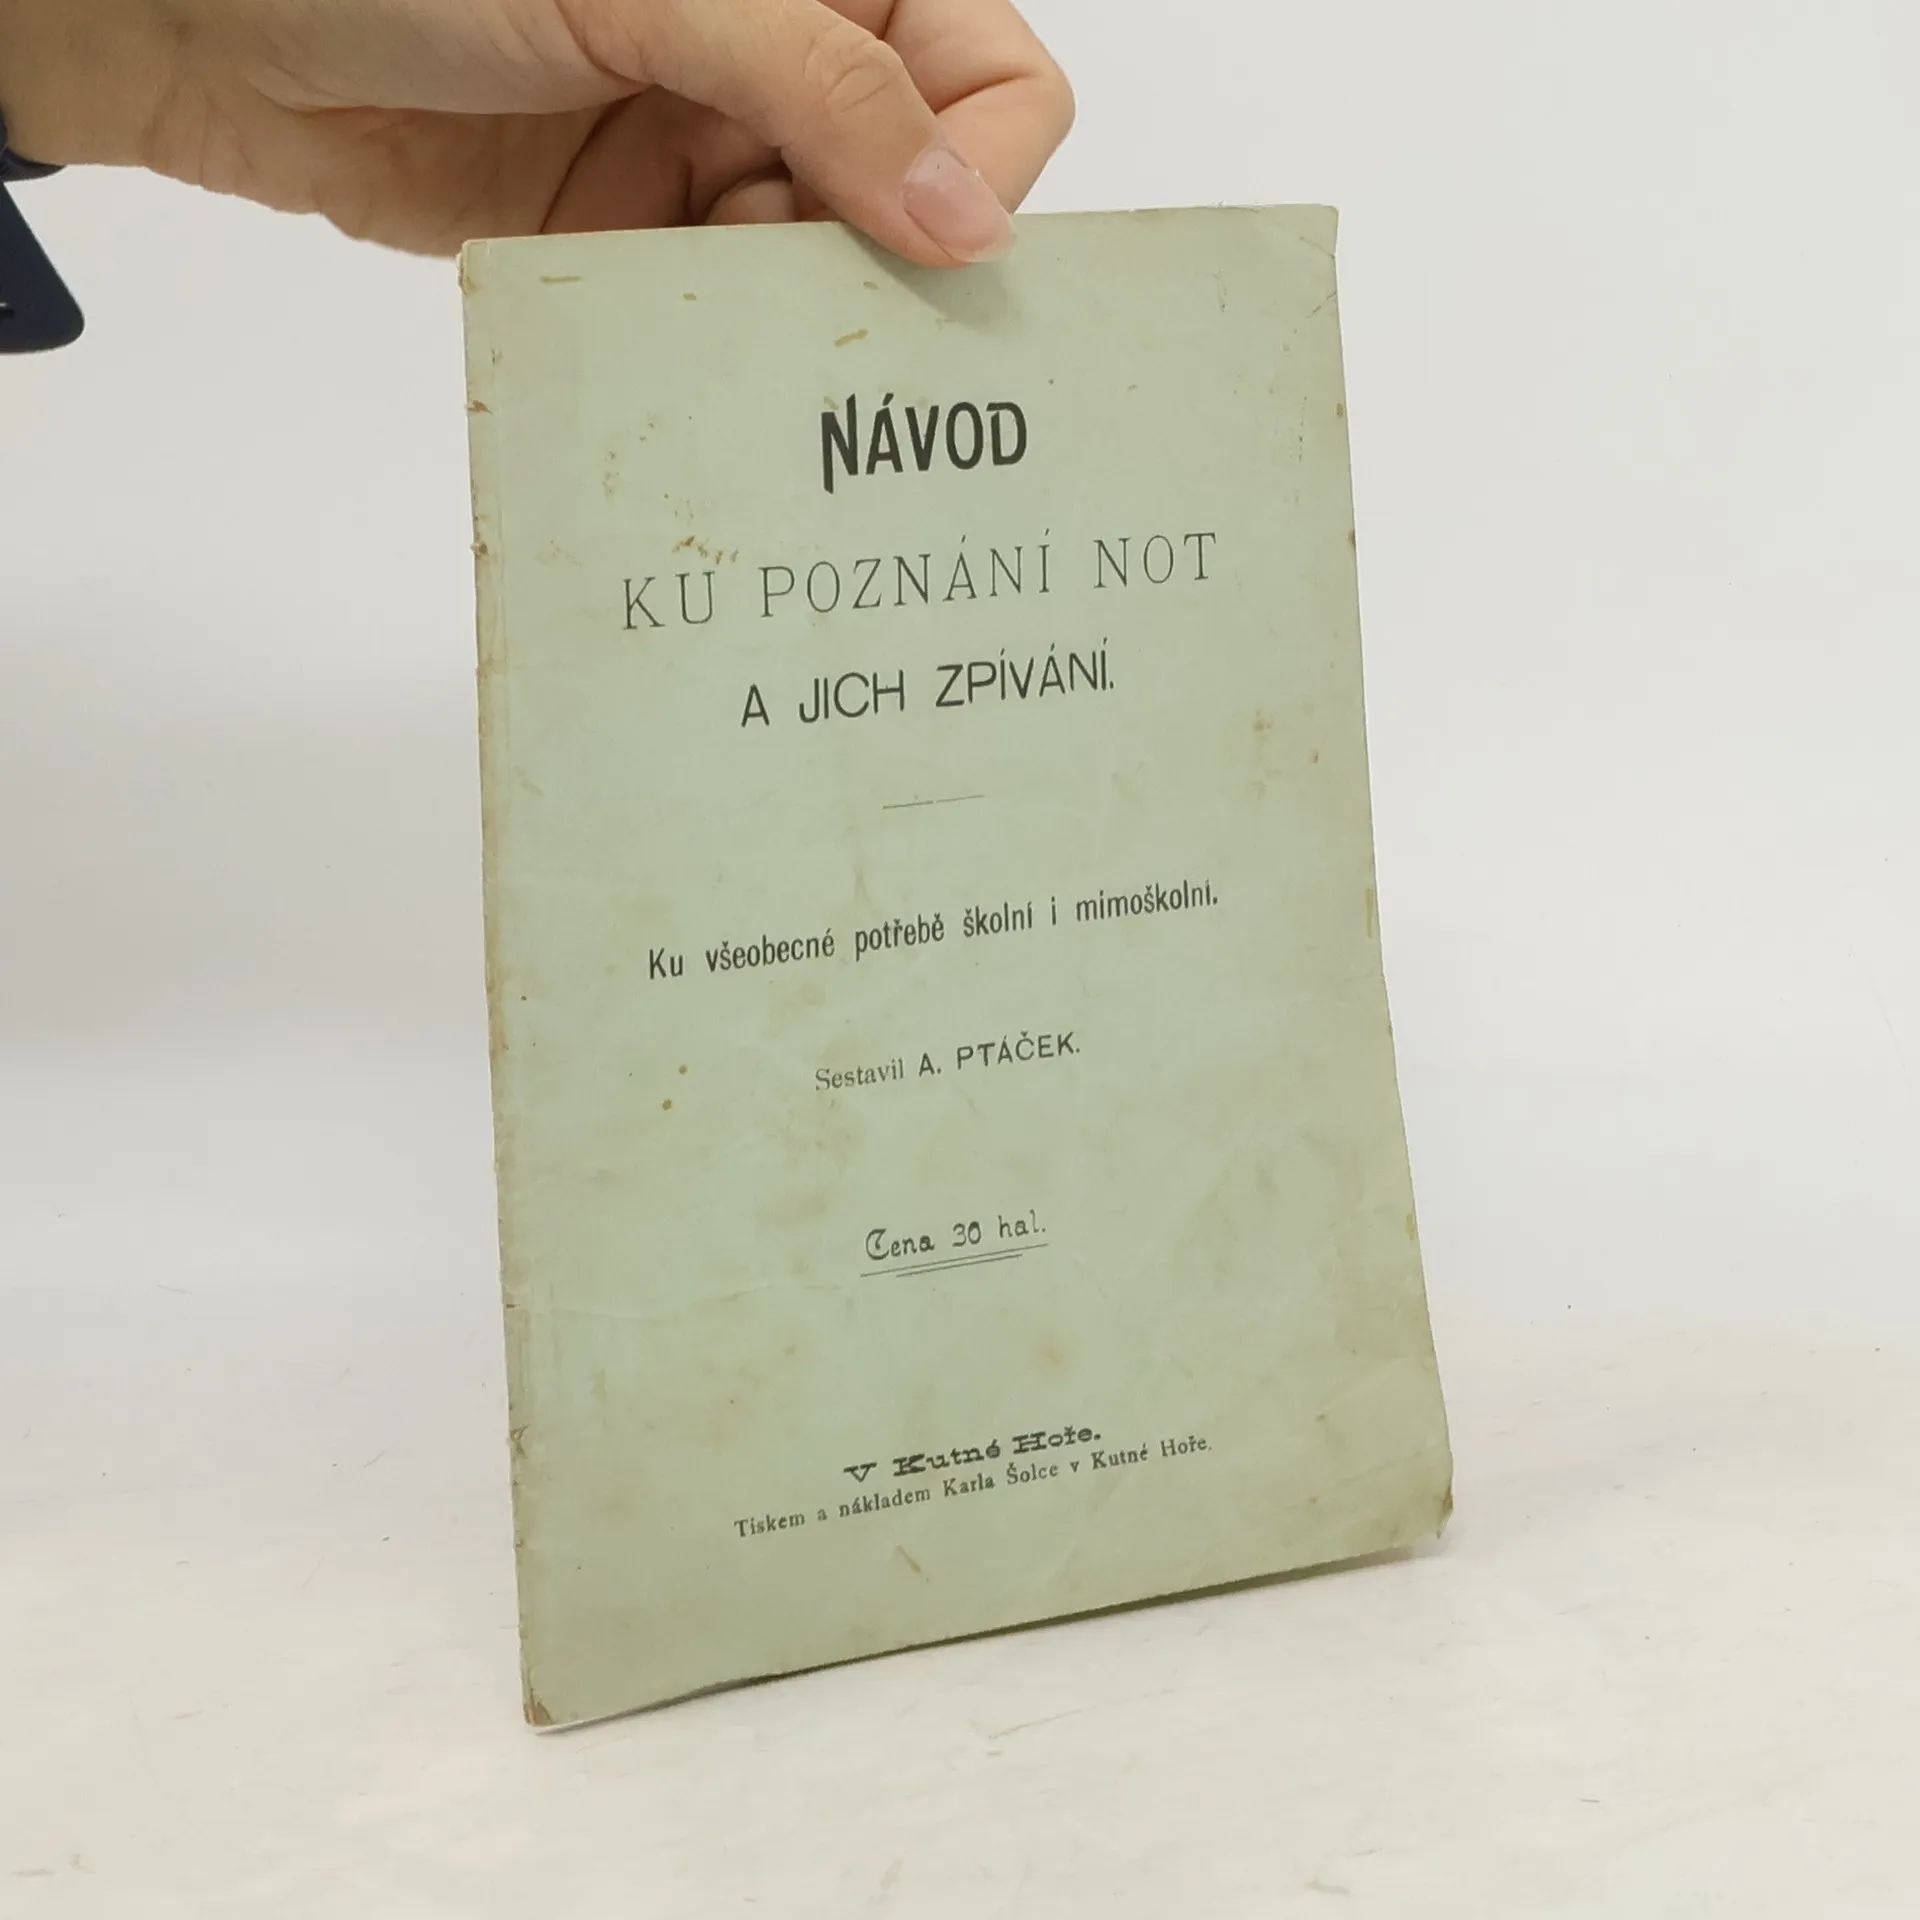 NÁVOD
KU POZNÁNÍ NOT
A JICH ZPÍVÁNÍ.
Ku všeobecné potřebě školní i mimoškolní.
Sestavil A. PTÁČEK.
Cena 30 hal.
V Kutné Hoře.
Tiskem a nákladem Karla Šolce v Kutné Hoře.